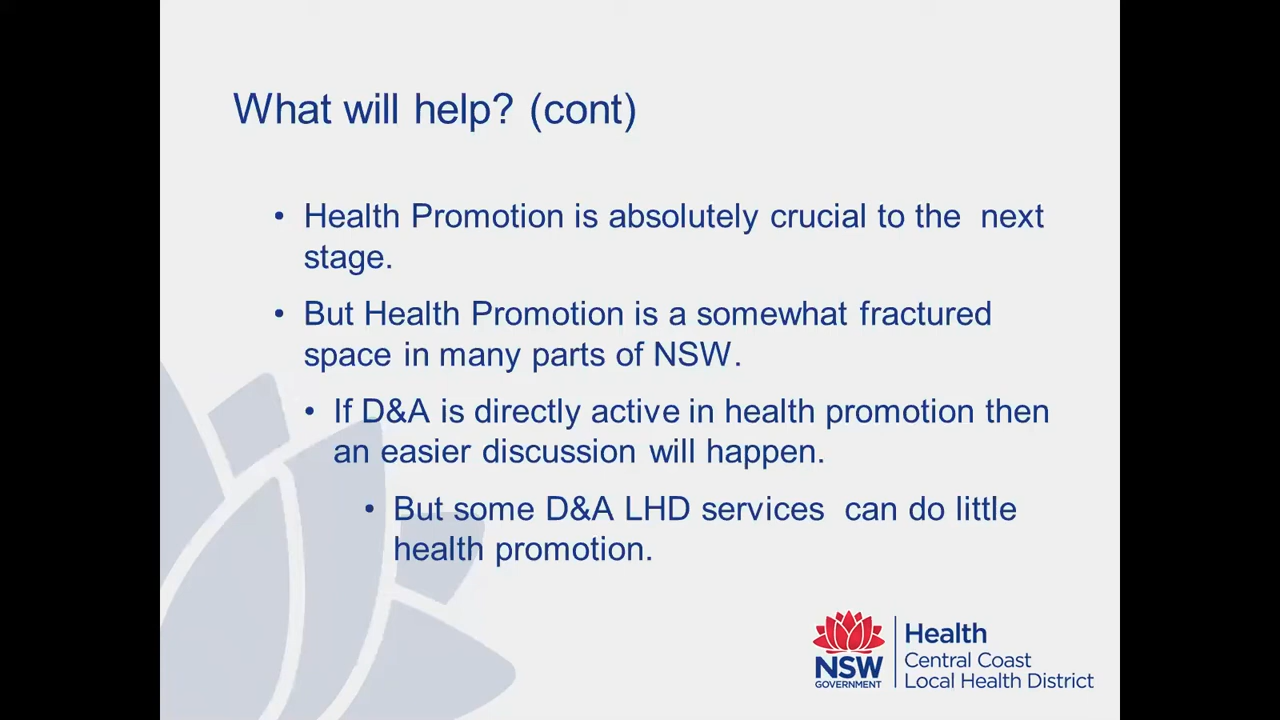 What will help? (cont)
• Health Promotion is absolutely crucial to the  next
stage.
• But Health Promotion is a somewhat fractured
space in many parts of NSW.
• If D&A is directly active in health promotion then
an easier discussion will happen.
• But some D&A LHD services  can do little
health promotion.
NSW
GOVERNMENT
Health
Central Coast
Local Health District